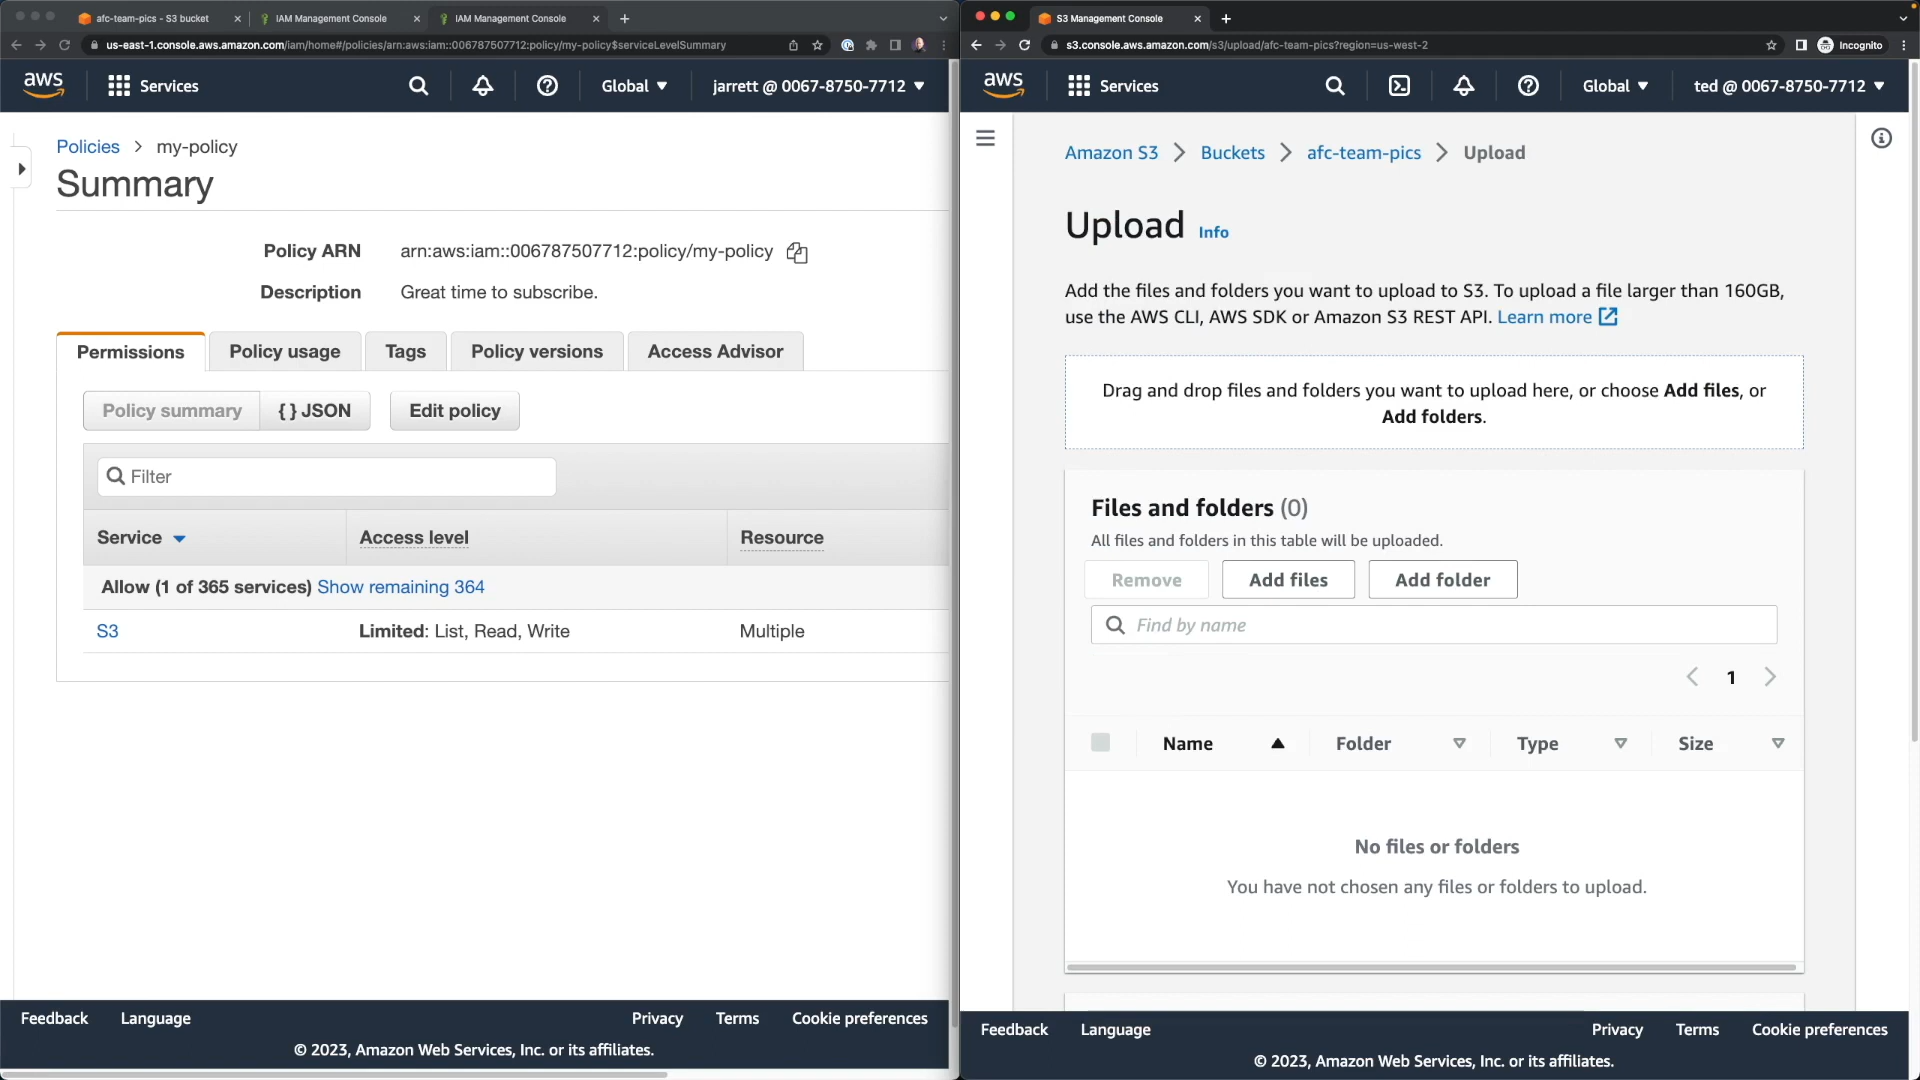 afc-team-pics - S3 bucket
IAM Management Console
IAM Management Console
us-east-1.console.aws.amazon.com/iam/home#/policies/arn:aws:iam::006787507712:policy/my-policy$serviceLevelSummary
aws
Services
Global
jarrett @ 0067-8750-7712
Policies > my-policy
Summary
Policy ARN arn:aws:iam::006787507712:policy/my-policy
Description Great time to subscribe.
Permissions
Policy usage
Tags
Policy versions
Access Advisor
Policy summary
{ } JSON
Edit policy
Filter
Service
Access level
Resource
Allow (1 of 365 services) Show remaining 364
S3
Limited: List, Read, Write
Multiple
Feedback
Language
Privacy
Terms
Cookie preferences
© 2023, Amazon Web Services, Inc. or its affiliates.
S3 Management Console
s3.console.aws.amazon.com/s3/upload/afc-team-pics?region=us-west-2
Incognito
aws
Services
Global
ted @ 0067-8750-7712
Amazon S3 > Buckets > afc-team-pics > Upload
Upload Info
Add the files and folders you want to upload to S3. To upload a file larger than 160GB,
use the AWS CLI, AWS SDK or Amazon S3 REST API. Learn more
Drag and drop files and folders you want to upload here, or choose Add files, or
Add folders.
Files and folders (0)
All files and folders in this table will be uploaded.
Remove
Add files
Add folder
Find by name
1
Name
Folder
Type
Size
No files or folders
You have not chosen any files or folders to upload.
Feedback
Language
Privacy
Terms
Cookie preferences
© 2023, Amazon Web Services, Inc. or its affiliates.